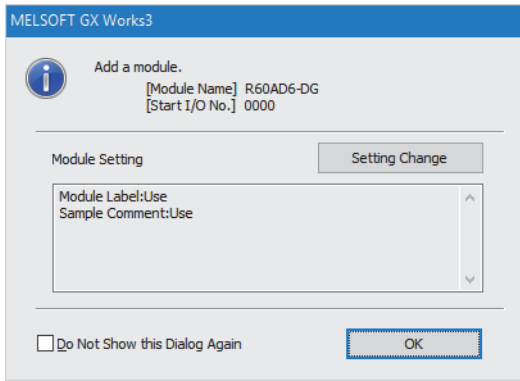 MELSOFT GX Works3
Add a module.
[Module Name] R60AD6-DG
[Start I/O No.] 0000
Module Setting
Setting Change
Module Label:Use
Sample Comment:Use
Do Not Show this Dialog Again
OK